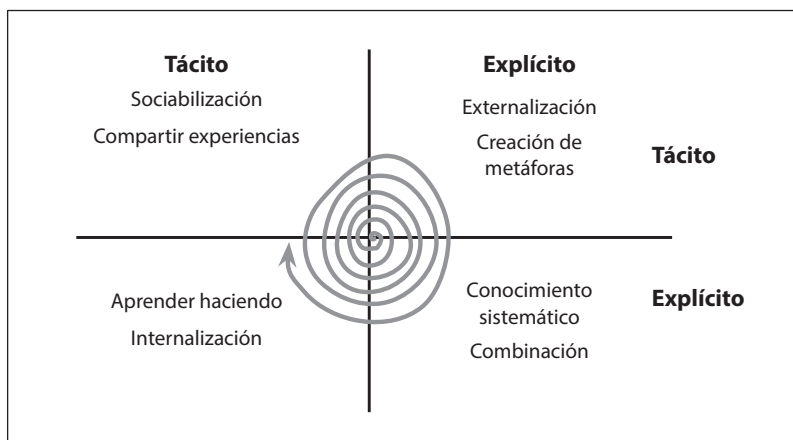 Tácito
Sociabilización
Compartir experiencias
Explícito
Externalización
Creación de
metáforas
Tácito
Aprender haciendo
Internalización
Conocimiento
sistemático
Combinación
Explícito